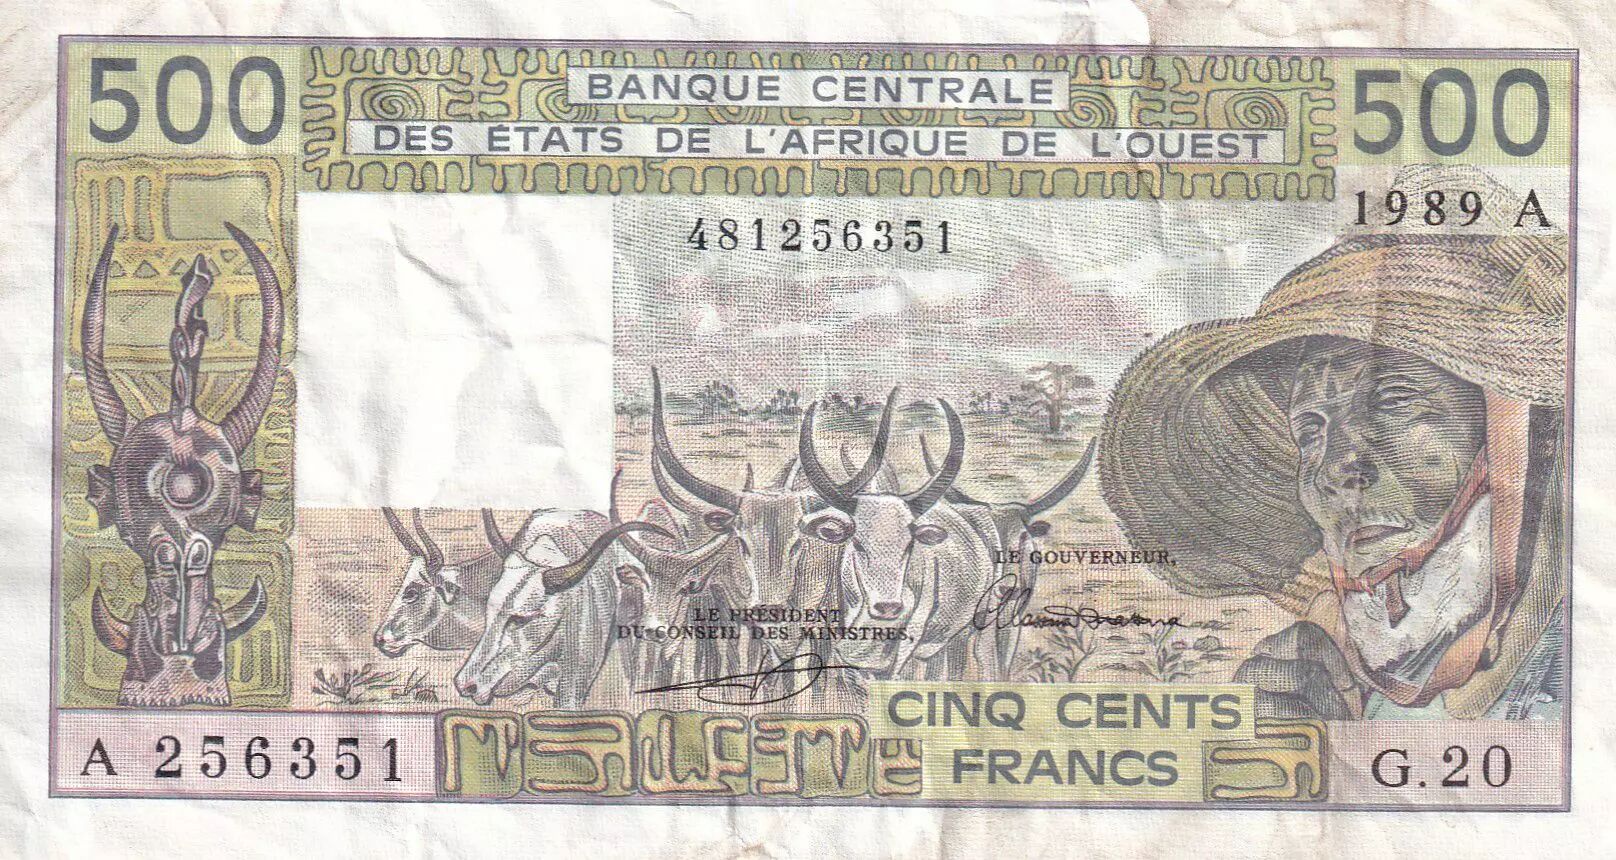 500
BANQUE CENTRALE
DES ÉTATS DE L'AFRIQUE DE L'OUEST
500
1989 A
481256351
LE GOUVERNEUR,
LE PRÉSIDENT
DU CONSEIL DES MINISTRES,
CINQ CENTS
FRANCS
A 256351
G.20